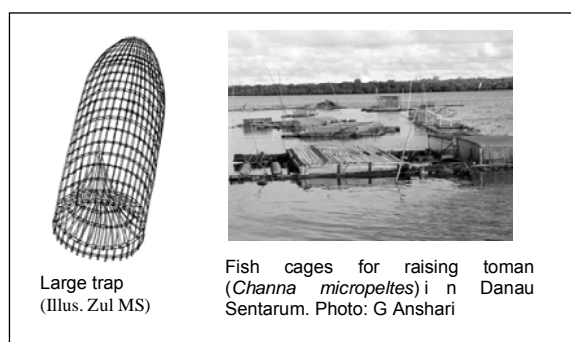 Large trap
(Illus. Zul MS)
Fish cages for raising toman
(Channa micropeltes) i n Danau
Sentarum. Photo: G Anshari